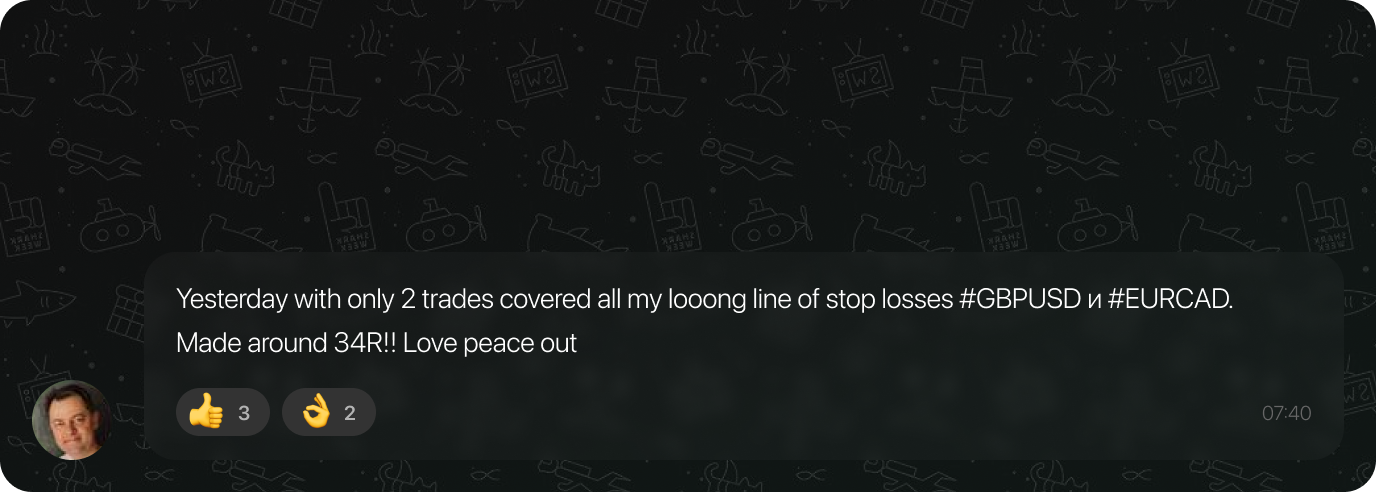 Yesterday with only 2 trades covered all my looong line of stop losses #GBPUSD и #EURCAD.
Made around 34R!! Love peace out
👍 3 👌 2
07:40